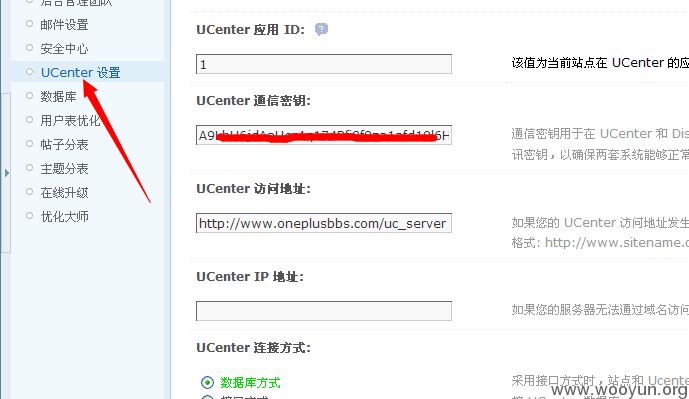 后台管理团队
邮件设置
安全中心
UCenter 设置
数据库
用户表优化
帖子分表
主题分表
在线升级
优化大师
UCenter 应用 ID:
1
该值为当前站点在 UCenter 的应
UCenter 通信密钥:
通信密钥用于在 UCenter 和 Dis
讯密钥，以确保两套系统能够正常
UCenter 访问地址:
http://www.oneplusbbs.com/uc_server
如果您的 UCenter 访问地址发生
格式: http://www.sitename.c
UCenter IP 地址:
如果您的服务器无法通过域名访问
UCenter 连接方式:
数据库方式
采用接口方式时，站点和 Ucente
接口方式
www.wooyun.org